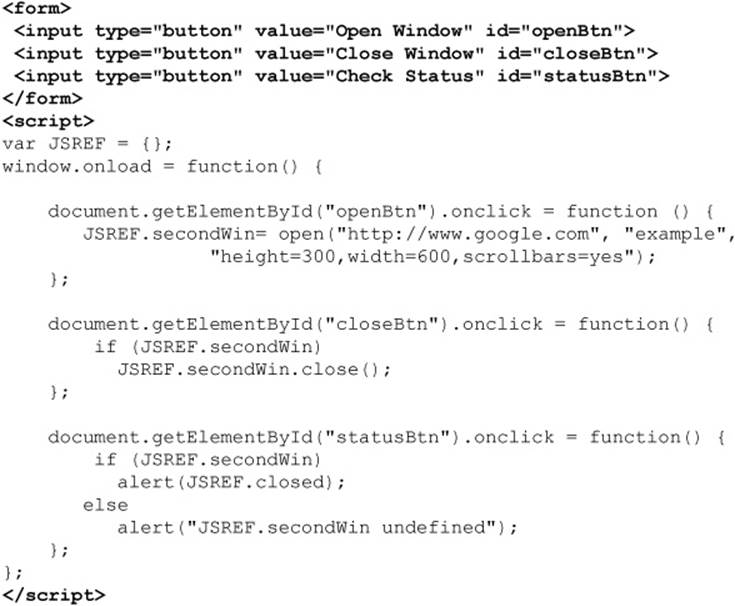 <form>
 <input type="button" value="Open Window" id="openBtn">
 <input type="button" value="Close Window" id="closeBtn">
 <input type="button" value="Check Status" id="statusBtn">
</form>
<script>
var JSREF = {};
window.onload = function() {

    document.getElementById("openBtn").onclick = function () {
       JSREF.secondWin= open("http://www.google.com", "example",
                  "height=300,width=600,scrollbars=yes");
    };

    document.getElementById("closeBtn").onclick = function() {
        if (JSREF.secondWin)
          JSREF.secondWin.close();
    };

    document.getElementById("statusBtn").onclick = function() {
        if (JSREF.secondWin)
          alert(JSREF.closed);
       else
          alert("JSREF.secondWin undefined");
    };
};
</script>